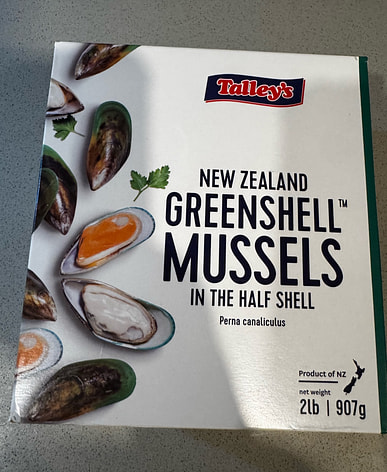 Talley's
NEW ZEALAND
GREENSHELL™
MUSSELS
IN THE HALF SHELL
Perna canaliculus
Product of NZ
net weight
2lb | 907g